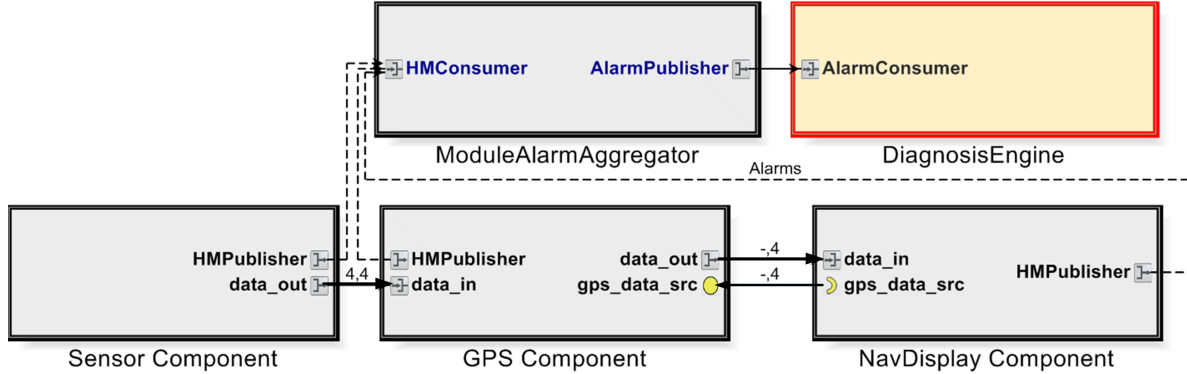 HMConsumer
AlarmPublisher
AlarmConsumer
ModuleAlarmAggregator
DiagnosisEngine
Alarms
HMPublisher
data_out
4,4
HMPublisher
data_in
data_out
gps_data_src
-,4
-,4
data_in
gps_data_src
HMPublisher
Sensor Component
GPS Component
NavDisplay Component